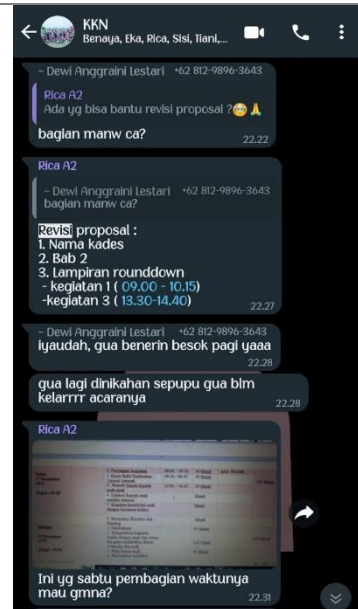 KKN
Benaya, Eka, Rica, Sisi, Tiani,...
~ Dewi Anggraini Lestari +62 812-9896-3643
Rica A2
Ada yg bisa bantu revisi proposal ?😁🙏
bagian manw ca?
22.22
Rica A2
~ Dewi Anggraini Lestari +62 812-9896-3643
bagian manw ca?
Revisi proposal :
1. Nama kades
2. Bab 2
3. Lampiran rounddown
- kegiatan 1 ( 09.00 - 10.15)
-kegiatan 3 ( 13.30-14.40)
22.27
~ Dewi Anggraini Lestari +62 812-9896-3643
iyaudah, gua benerin besok pagi yaaa
22.28
gua lagi dinikahan sepupu gua blm
kelarrrr acaranya
22.28
Rica A2
Ini yg sabtu pembagian waktunya
mau gmna?
22.31